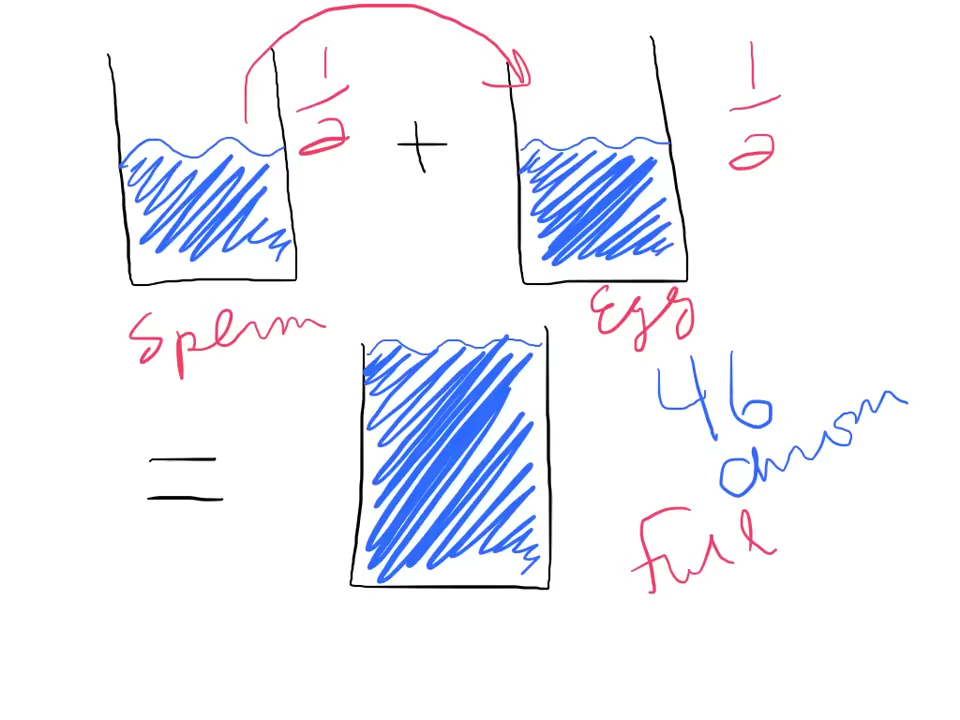 1/2 + 1/2
Sperm Egg
= 46
chrom
Full